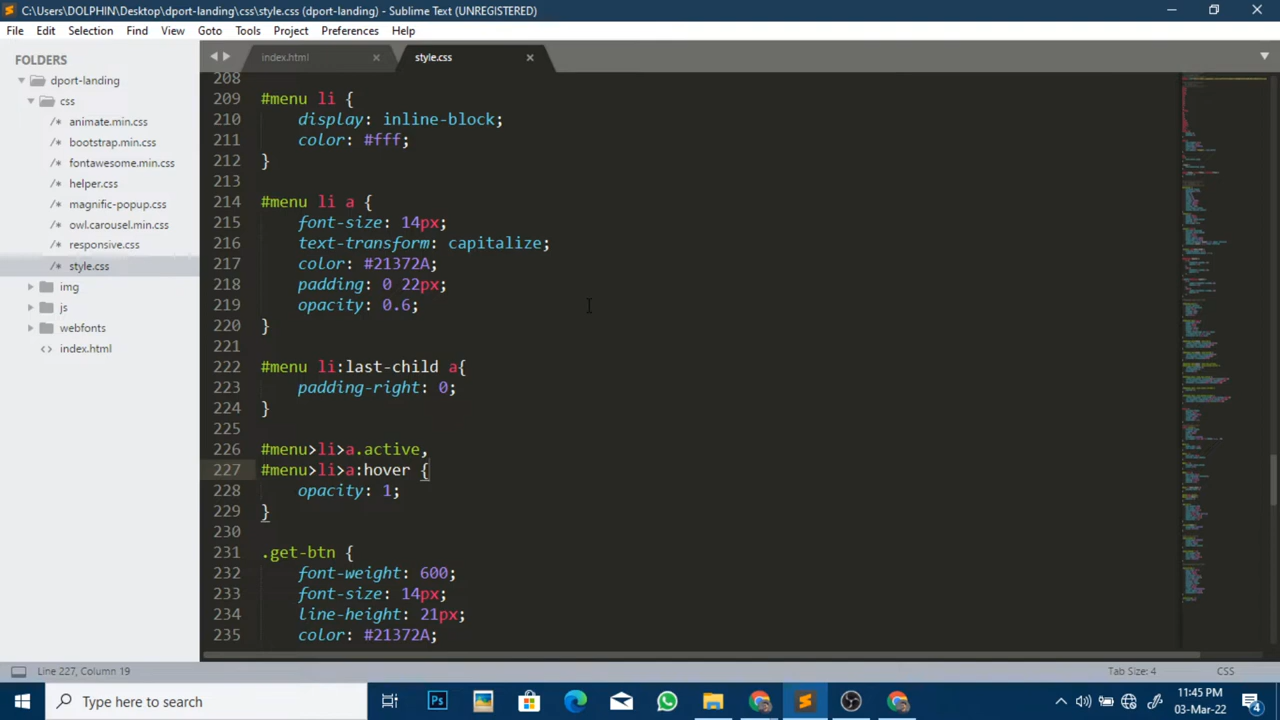 C:\Users\DOLPHIN\Desktop\dport-landing\css\style.css (dport-landing) - Sublime Text (UNREGISTERED)
File Edit Selection Find View Goto Tools Project Preferences Help
FOLDERS
dport-landing
css
/* animate.min.css
/* bootstrap.min.css
/* fontawesome.min.css
/* helper.css
/* magnific-popup.css
/* owl.carousel.min.css
/* responsive.css
/* style.css
img
js
webfonts
<> index.html
index.html × style.css ×
208
209 #menu li {
210     display: inline-block;
211     color: #fff;
212 }
213
214 #menu li a {
215     font-size: 14px;
216     text-transform: capitalize;
217     color: #21372A;
218     padding: 0 22px;
219     opacity: 0.6;
220 }
221
222 #menu li:last-child a{
223     padding-right: 0;
224 }
225
226 #menu>li>a.active,
227 #menu>li>a:hover {
228     opacity: 1;
229 }
230
231 .get-btn {
232     font-weight: 600;
233     font-size: 14px;
234     line-height: 21px;
235     color: #21372A;
Line 227, Column 19 Tab Size: 4 CSS
Type here to search
Ps
11:45 PM
03-Mar-22
4